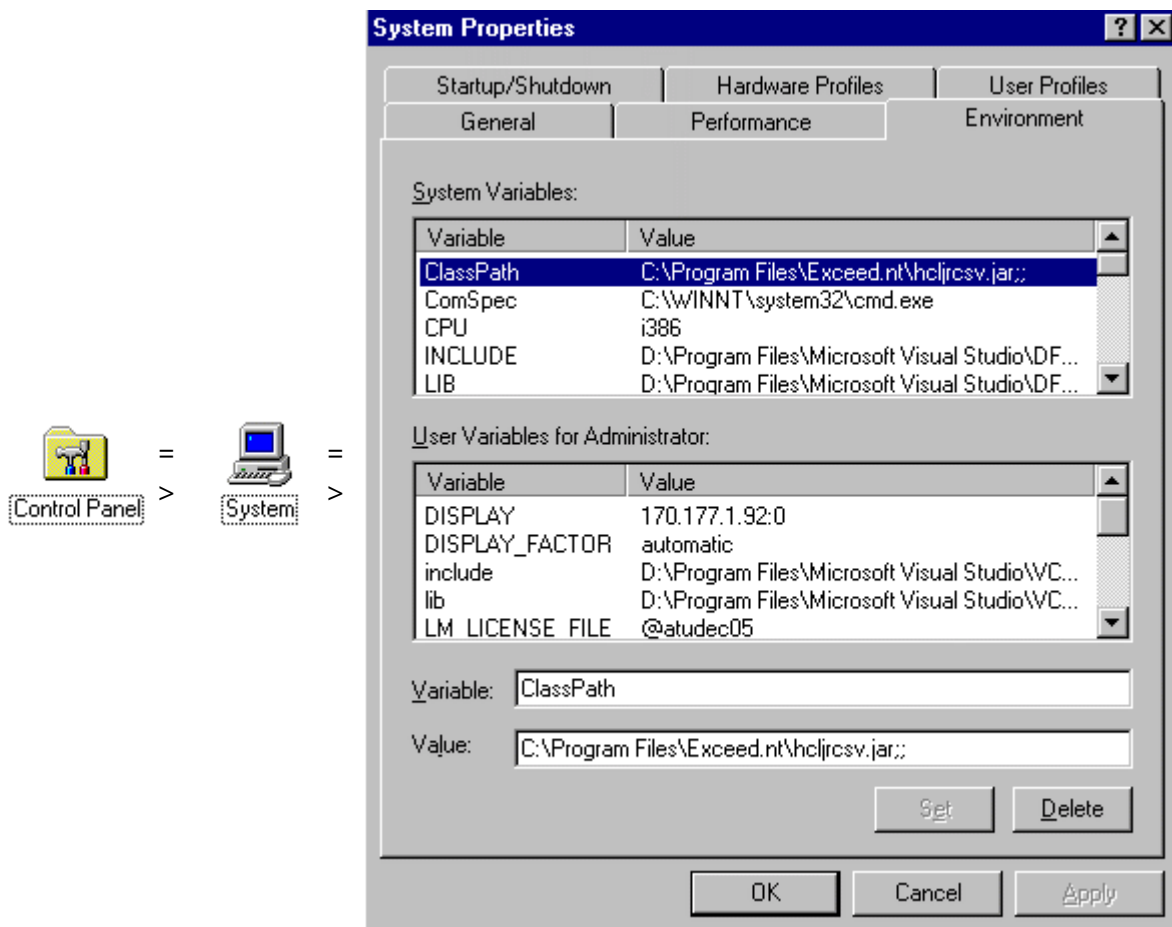 System Properties
Startup/Shutdown Hardware Profiles User Profiles
General Performance Environment
System Variables:
Variable Value
ClassPath C:\Program Files\Exceed.nt\hcljrcsv.jar;;
ComSpec C:\WINNT\system32\cmd.exe
CPU i386
INCLUDE D:\Program Files\Microsoft Visual Studio\DF...
LIB D:\Program Files\Microsoft Visual Studio\DF...
User Variables for Administrator:
Variable Value
DISPLAY 170.177.1.92:0
DISPLAY_FACTOR automatic
include D:\Program Files\Microsoft Visual Studio\VC...
lib D:\Program Files\Microsoft Visual Studio\VC...
LM_LICENSE_FILE @atudec05
Variable: ClassPath
Value: C:\Program Files\Exceed.nt\hcljrcsv.jar;;
Set Delete
OK Cancel Apply
= =
> >
Control Panel System